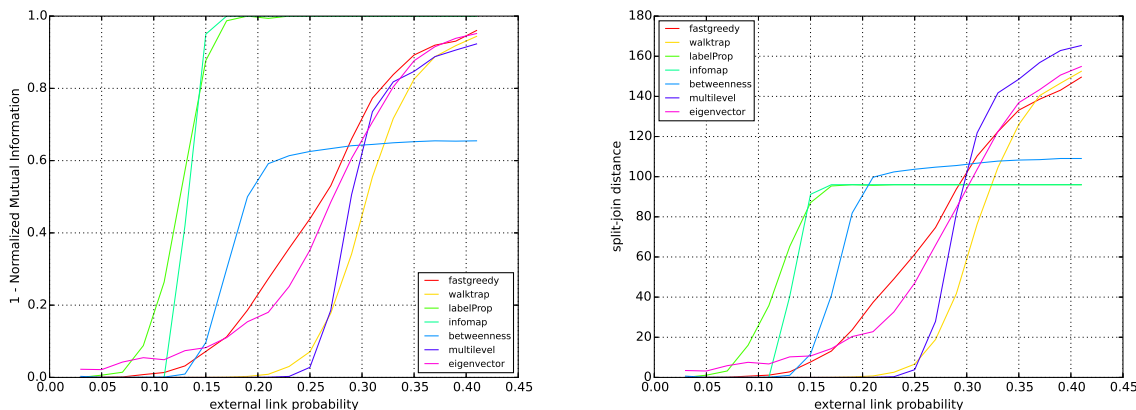 1.0
0.8
0.6
0.4
0.2
0.0
1 - Normalized Mutual Information
fastgreedy
walktrap
labelProp
infomap
betweenness
multilevel
eigenvector
0.00 0.05 0.10 0.15 0.20 0.25 0.30 0.35 0.40 0.45
external link probability
180
160
140
120
100
80
60
40
20
0
split-join distance
fastgreedy
walktrap
labelProp
infomap
betweenness
multilevel
eigenvector
0.00 0.05 0.10 0.15 0.20 0.25 0.30 0.35 0.40 0.45
external link probability